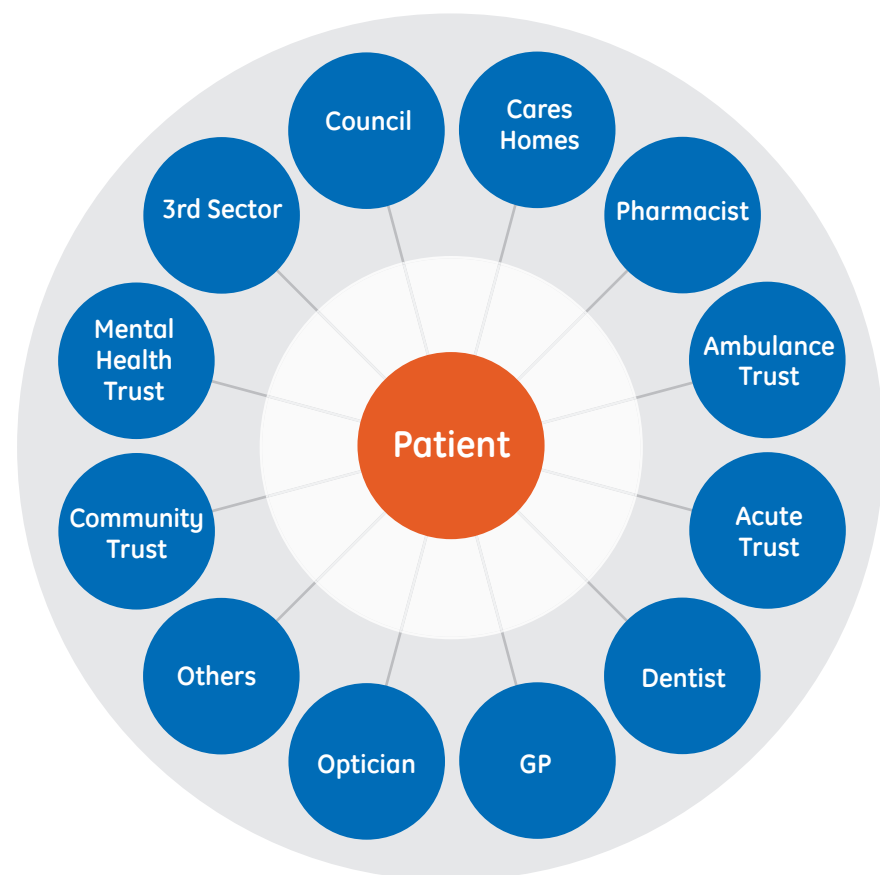 Council
Cares
Homes
3rd Sector
Pharmacist
Mental
Health
Trust
Ambulance
Trust
Patient
Community
Trust
Acute
Trust
Others
Dentist
Optician
GP